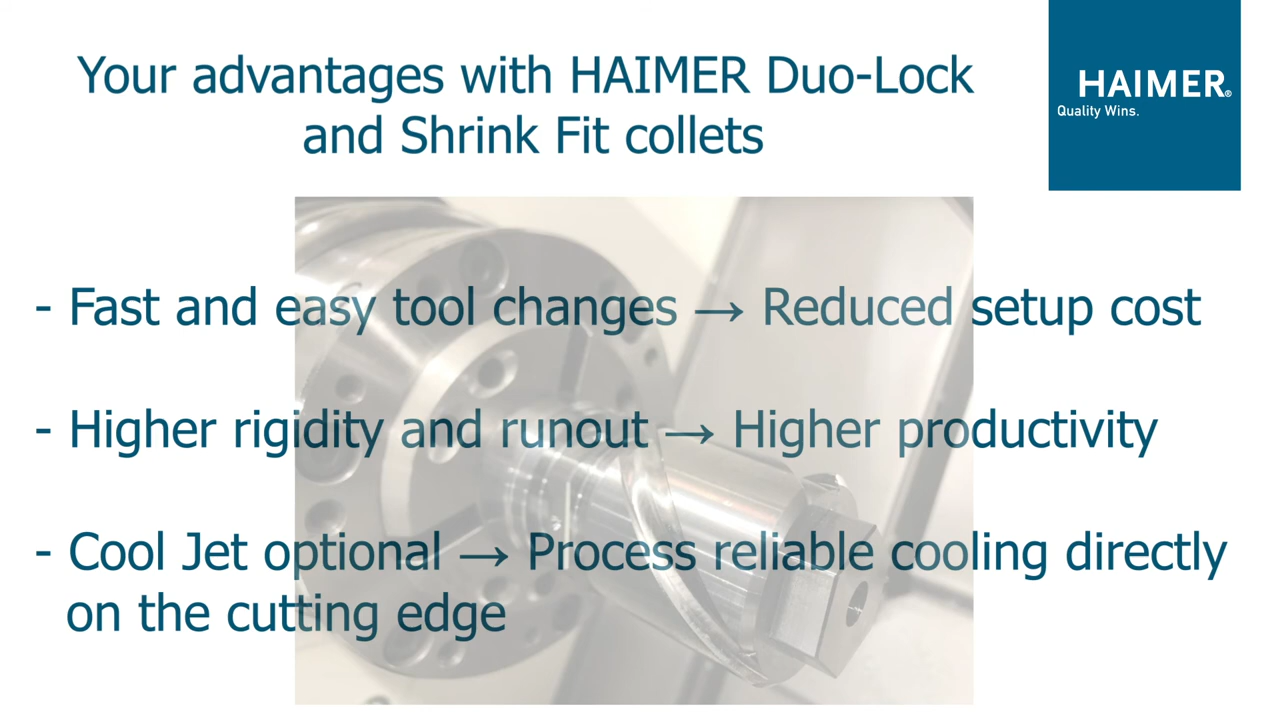 Your advantages with HAIMER Duo-Lock
and Shrink Fit collets
HAIMER®
Quality Wins.
- Fast and easy tool changes → Reduced setup cost
- Higher rigidity and runout → Higher productivity
- Cool Jet optional → Process reliable cooling directly
on the cutting edge